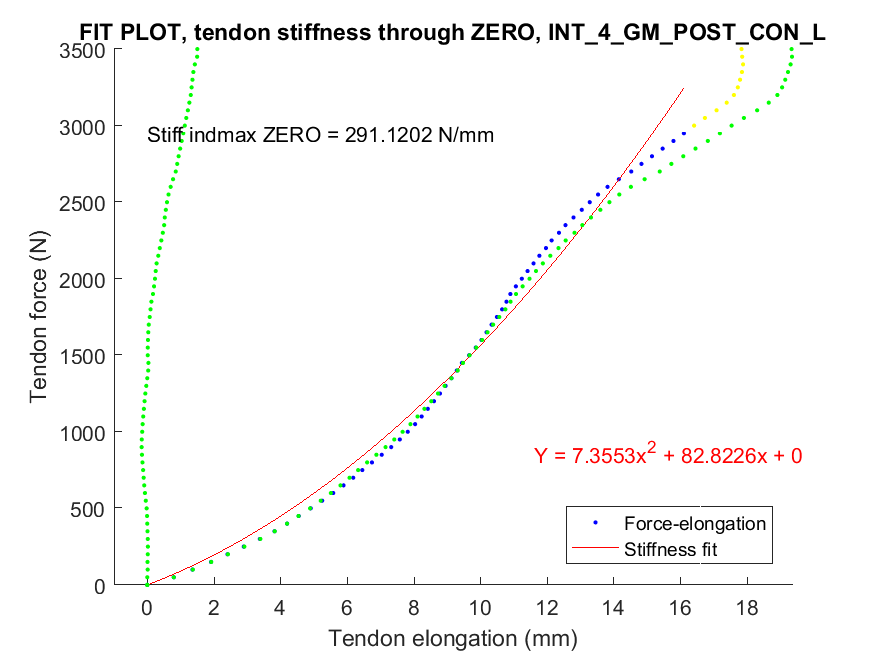 FIT PLOT, tendon stiffness through ZERO, INT_4_GM_POST_CON_L
3500
3000
2500
2000
1500
1000
500
0
Tendon force (N)
Stiff indmax ZERO = 291.1202 N/mm
Y = 7.3553x² + 82.8226x + 0
Force-elongation
Stiffness fit
0 2 4 6 8 10 12 14 16 18
Tendon elongation (mm)